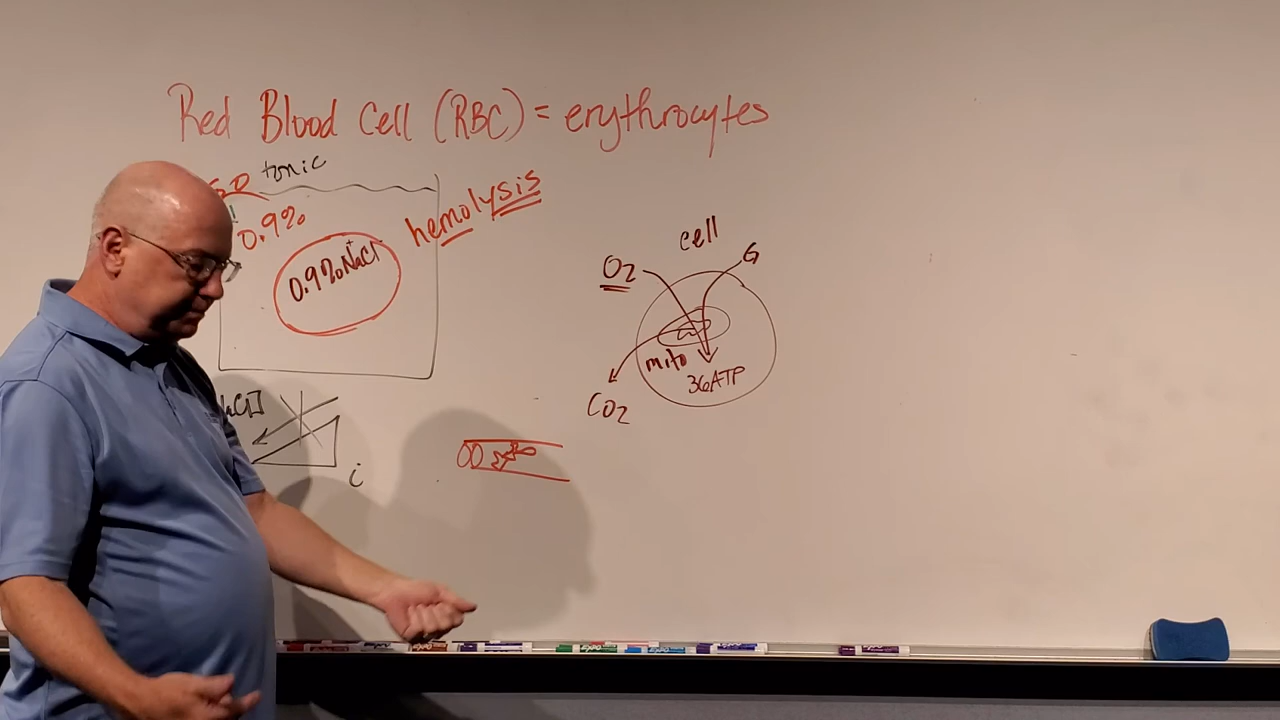 Red Blood Cell (RBC) = erythrocytes
tonic
0.9%
hemolysis
0.9% NaCl
cell
O2
G
mito
36ATP
CO2
i